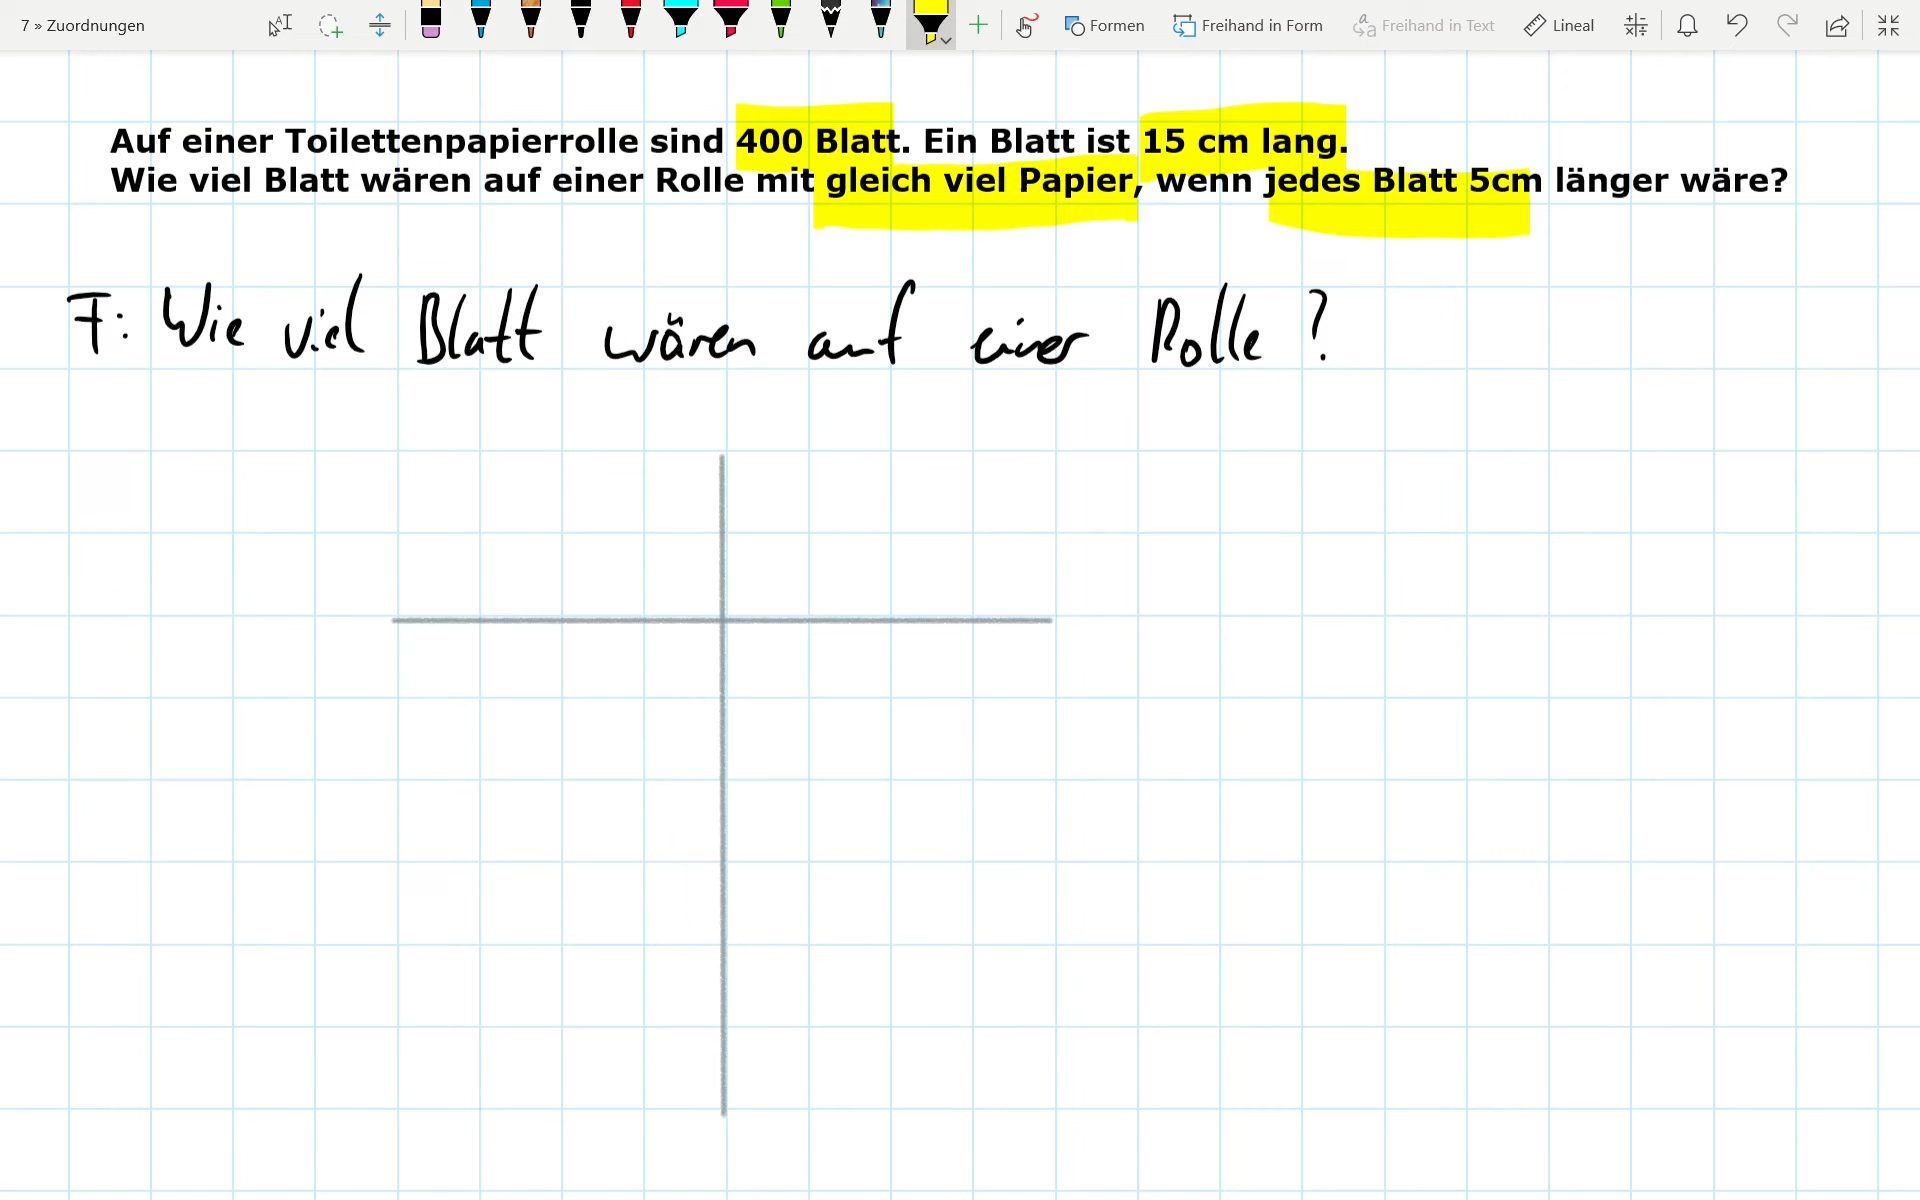 7 » Zuordnungen
Formen
Freihand in Form
Freihand in Text
Lineal
Auf einer Toilettenpapierrolle sind 400 Blatt. Ein Blatt ist 15 cm lang.
Wie viel Blatt wären auf einer Rolle mit gleich viel Papier, wenn jedes Blatt 5cm länger wäre?
F: Wie viel Blatt wären auf einer Rolle?